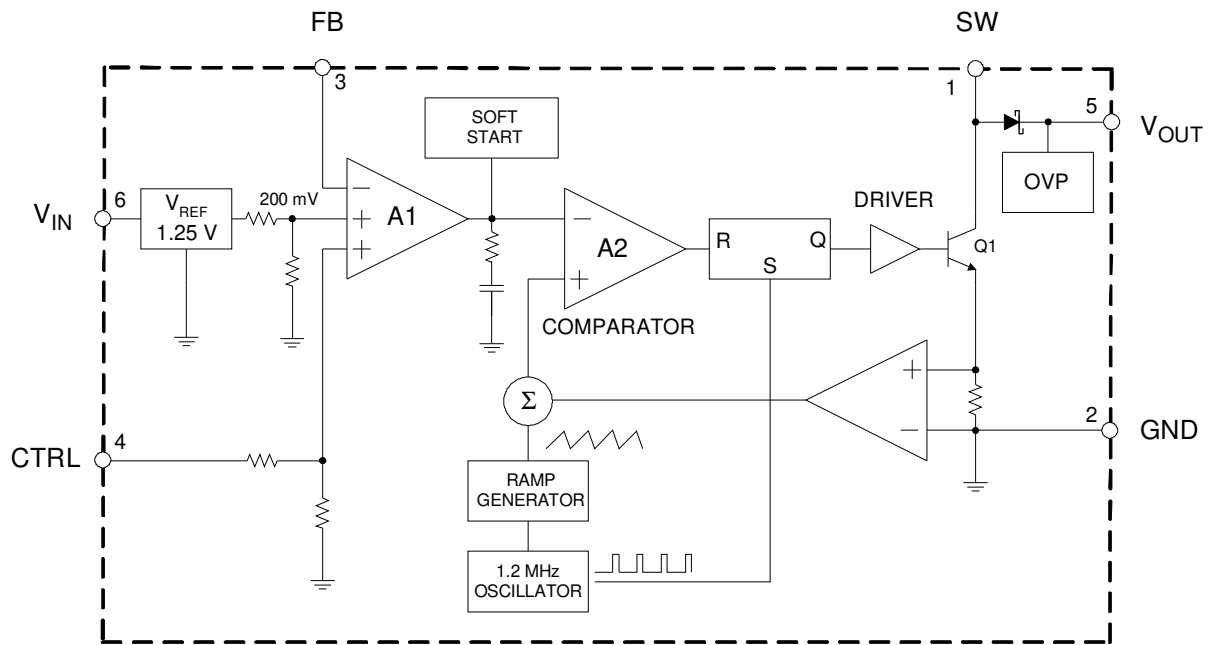 FB
SW
3
1
5
V_OUT
SOFT
START
OVP
6
V_IN
V_REF
1.25 V
200 mV
−
+
+
A1
−
+
A2
COMPARATOR
R
Q
S
DRIVER
Q1
+
−
2
GND
Σ
4
CTRL
RAMP
GENERATOR
1.2 MHz
OSCILLATOR